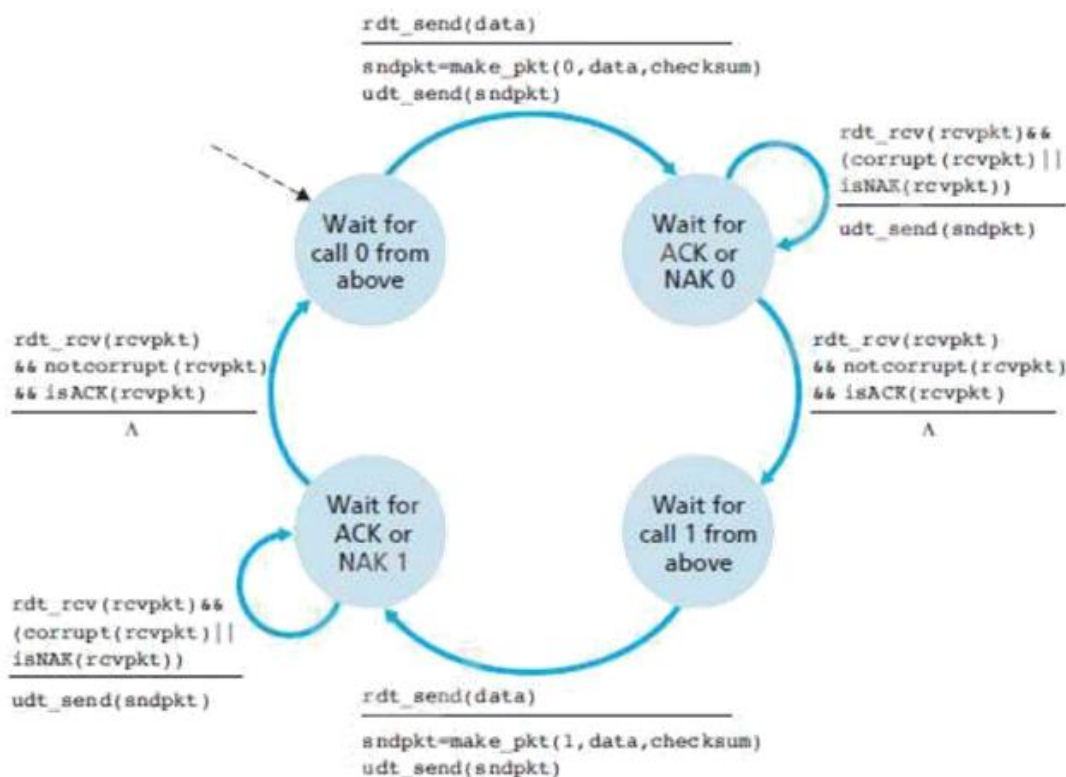 rdt_send(data)
sndpkt=make_pkt(0,data,checksum)
udt_send(sndpkt)
rdt_rcv(rcvpkt)&&
(corrupt(rcvpkt)||
isNAK(rcvpkt))
udt_send(sndpkt)
Wait for
call 0 from
above
Wait for
ACK or
NAK 0
rdt_rcv(rcvpkt)
&& notcorrupt(rcvpkt)
&& isACK(rcvpkt)
Λ
rdt_rcv(rcvpkt)
&& notcorrupt(rcvpkt)
&& isACK(rcvpkt)
Λ
Wait for
ACK or
NAK 1
Wait for
call 1 from
above
rdt_rcv(rcvpkt)&&
(corrupt(rcvpkt)||
isNAK(rcvpkt))
udt_send(sndpkt)
rdt_send(data)
sndpkt=make_pkt(1,data,checksum)
udt_send(sndpkt)